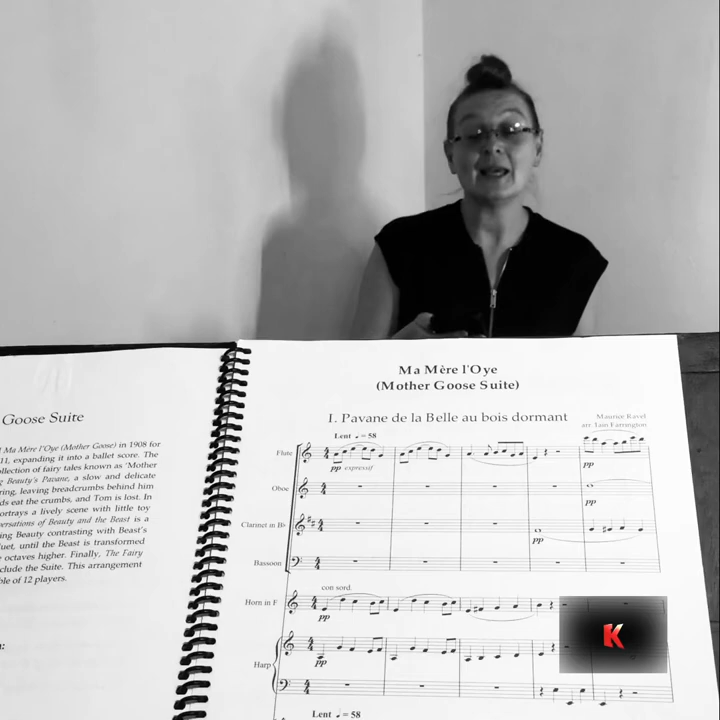 Goose Suite
Ma Mère l'Oye (Mother Goose) in 1908 for
11, expanding it into a ballet score. The
collection of fairy tales known as 'Mother
Beauty's Pavane, a slow and delicate
ring, leaving breadcrumbs behind him
ds eat the crumbs, and Tom is lost. In
ortrays a lively scene with little toy
versations of Beauty and the Beast is a
ing Beauty contrasting with Beast's
uet, until the Beast is transformed
octaves higher. Finally, The Fairy
clude the Suite. This arrangement
ble of 12 players.
Ma Mère l'Oye
(Mother Goose Suite)
I. Pavane de la Belle au bois dormant
Maurice Ravel
arr. Iain Farrington
Lent ♩ = 58
Flute
pp espressif
pp
Oboe
pp
Clarinet in B♭
pp
Bassoon
con sord.
Horn in F
pp
Harp
pp
Lent ♩ = 58
K